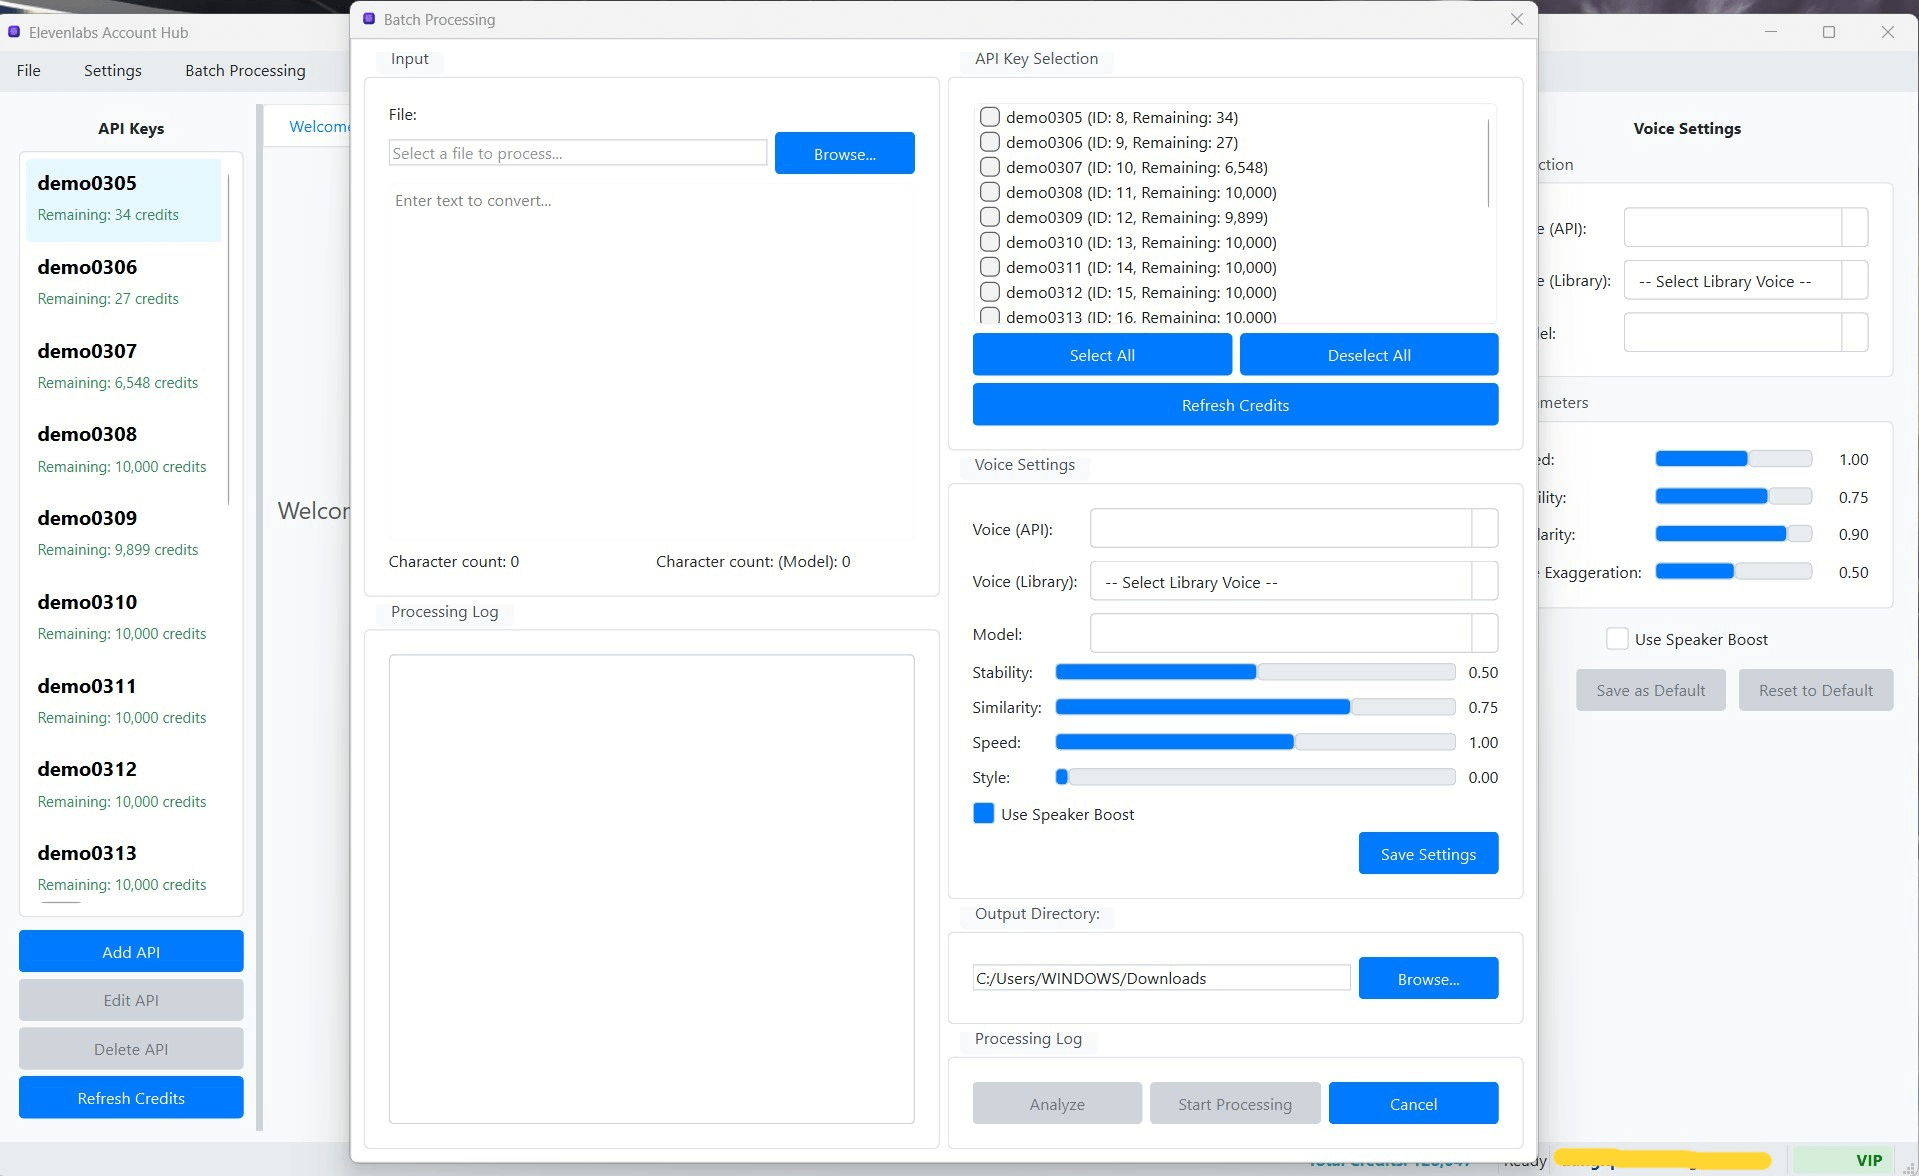 Elevenlabs Account Hub
File
Settings
Batch Processing
API Keys
demo0305
Remaining: 34 credits
demo0306
Remaining: 27 credits
demo0307
Remaining: 6,548 credits
demo0308
Remaining: 10,000 credits
demo0309
Remaining: 9,899 credits
demo0310
Remaining: 10,000 credits
demo0311
Remaining: 10,000 credits
demo0312
Remaining: 10,000 credits
demo0313
Remaining: 10,000 credits
Add API
Edit API
Delete API
Refresh Credits
Welcome
Welcor
Batch Processing
Input
File:
Select a file to process...
Browse...
Enter text to convert...
Character count: 0
Character count: (Model): 0
Processing Log
API Key Selection
demo0305 (ID: 8, Remaining: 34)
demo0306 (ID: 9, Remaining: 27)
demo0307 (ID: 10, Remaining: 6,548)
demo0308 (ID: 11, Remaining: 10,000)
demo0309 (ID: 12, Remaining: 9,899)
demo0310 (ID: 13, Remaining: 10,000)
demo0311 (ID: 14, Remaining: 10,000)
demo0312 (ID: 15, Remaining: 10,000)
demo0313 (ID: 16, Remaining: 10,000)
Select All
Deselect All
Refresh Credits
Voice Settings
Voice (API):
Voice (Library):
-- Select Library Voice --
Model:
Stability:
0.50
Similarity:
0.75
Speed:
1.00
Style:
0.00
Use Speaker Boost
Save Settings
Output Directory:
C:/Users/WINDOWS/Downloads
Browse...
Processing Log
Analyze
Start Processing
Cancel
Voice Settings
ction
e (API):
e (Library):
-- Select Library Voice --
el:
meters
ed:
1.00
ility:
0.75
larity:
0.90
Exaggeration:
0.50
Use Speaker Boost
Save as Default
Reset to Default
Ready
VIP